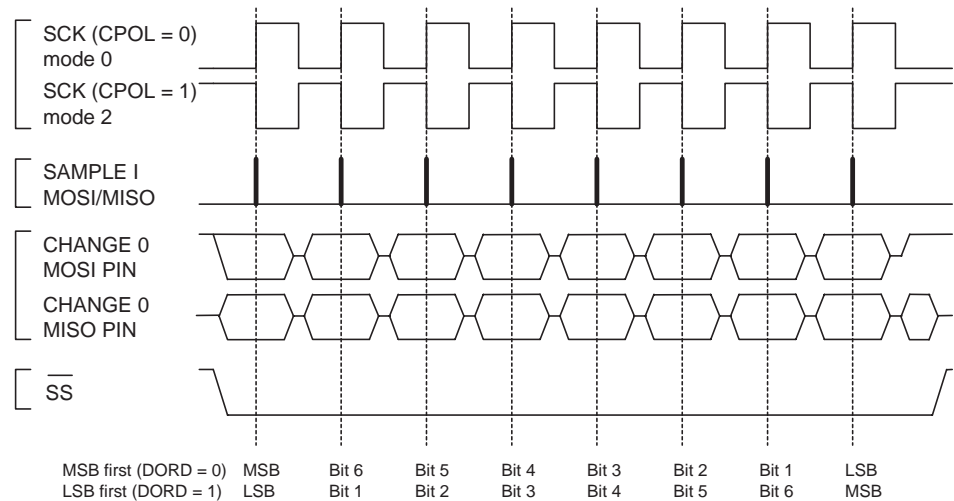 SCK (CPOL = 0)
mode 0
SCK (CPOL = 1)
mode 2
SAMPLE I
MOSI/MISO
CHANGE 0
MOSI PIN
CHANGE 0
MISO PIN
SS
MSB first (DORD = 0) MSB Bit 6 Bit 5 Bit 4 Bit 3 Bit 2 Bit 1 LSB
LSB first (DORD = 1) LSB Bit 1 Bit 2 Bit 3 Bit 4 Bit 5 Bit 6 MSB